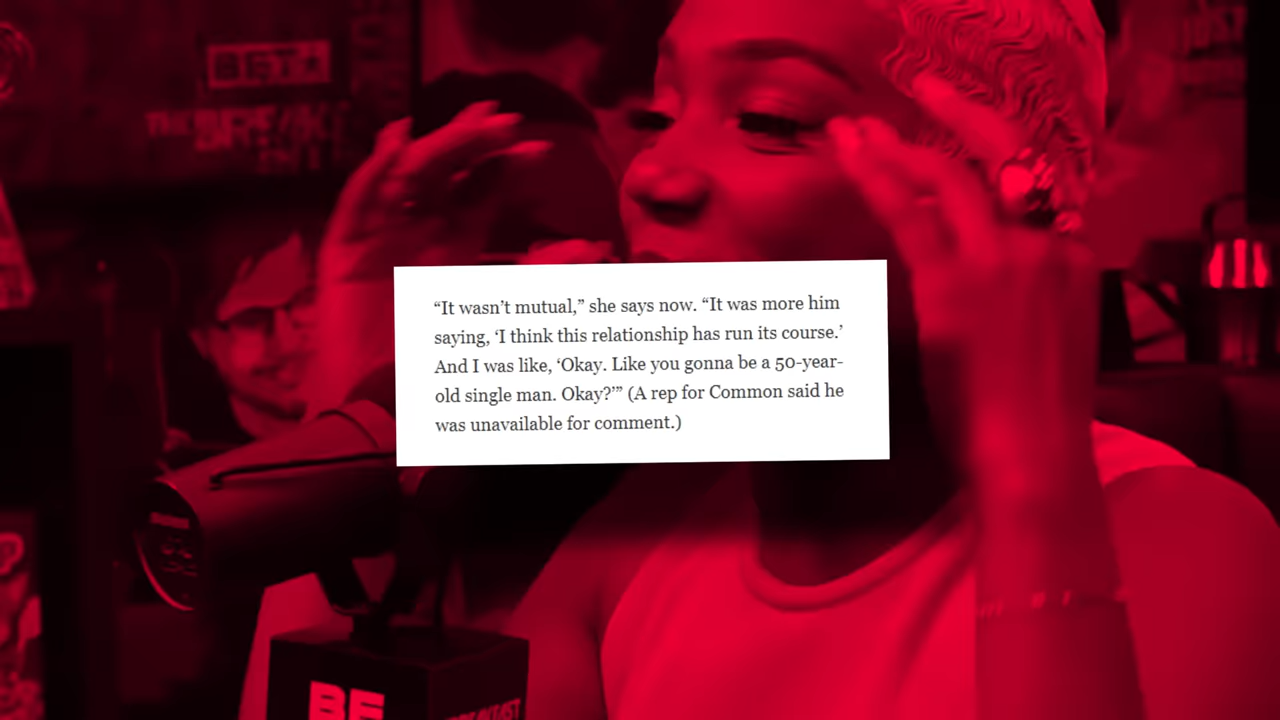 BET★
“It wasn’t mutual,” she says now. “It was more him
saying, ‘I think this relationship has run its course.’
And I was like, ‘Okay. Like you gonna be a 50-year-
old single man. Okay?’” (A rep for Common said he
was unavailable for comment.)
BE